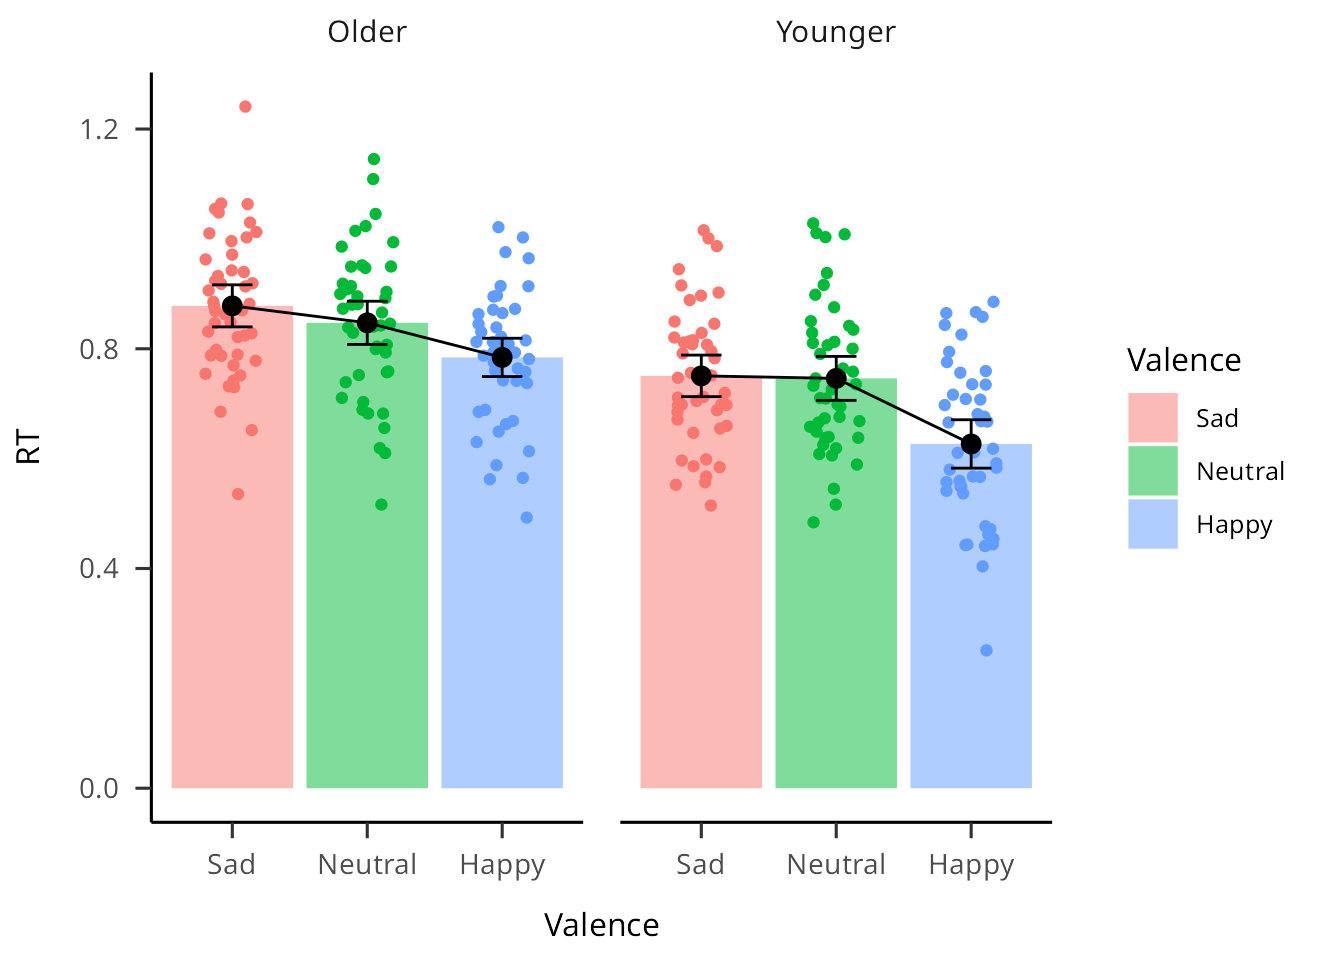 Older
Younger
1.2
0.8
0.4
0.0
RT
Sad
Neutral
Happy
Sad
Neutral
Happy
Valence
Valence
Sad
Neutral
Happy